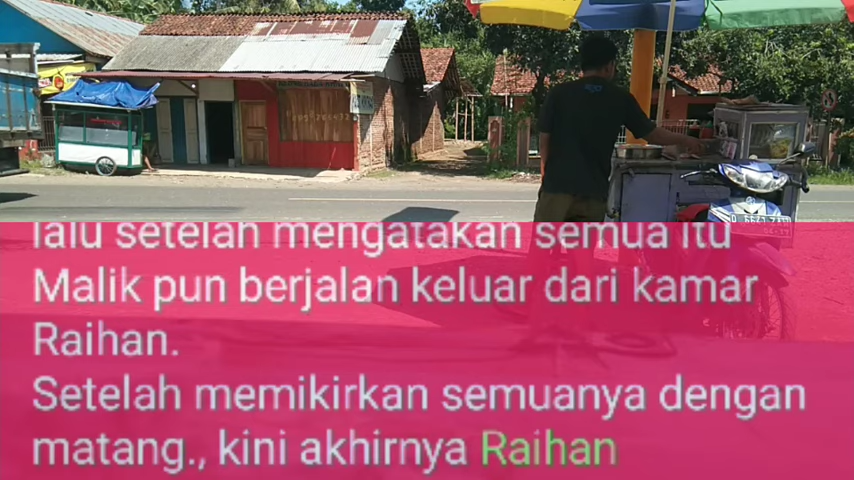 lalu setelah mengatakan semua itu
Malik pun berjalan keluar dari kamar
Raihan.
Setelah memikirkan semuanya dengan
matang., kini akhirnya Raihan